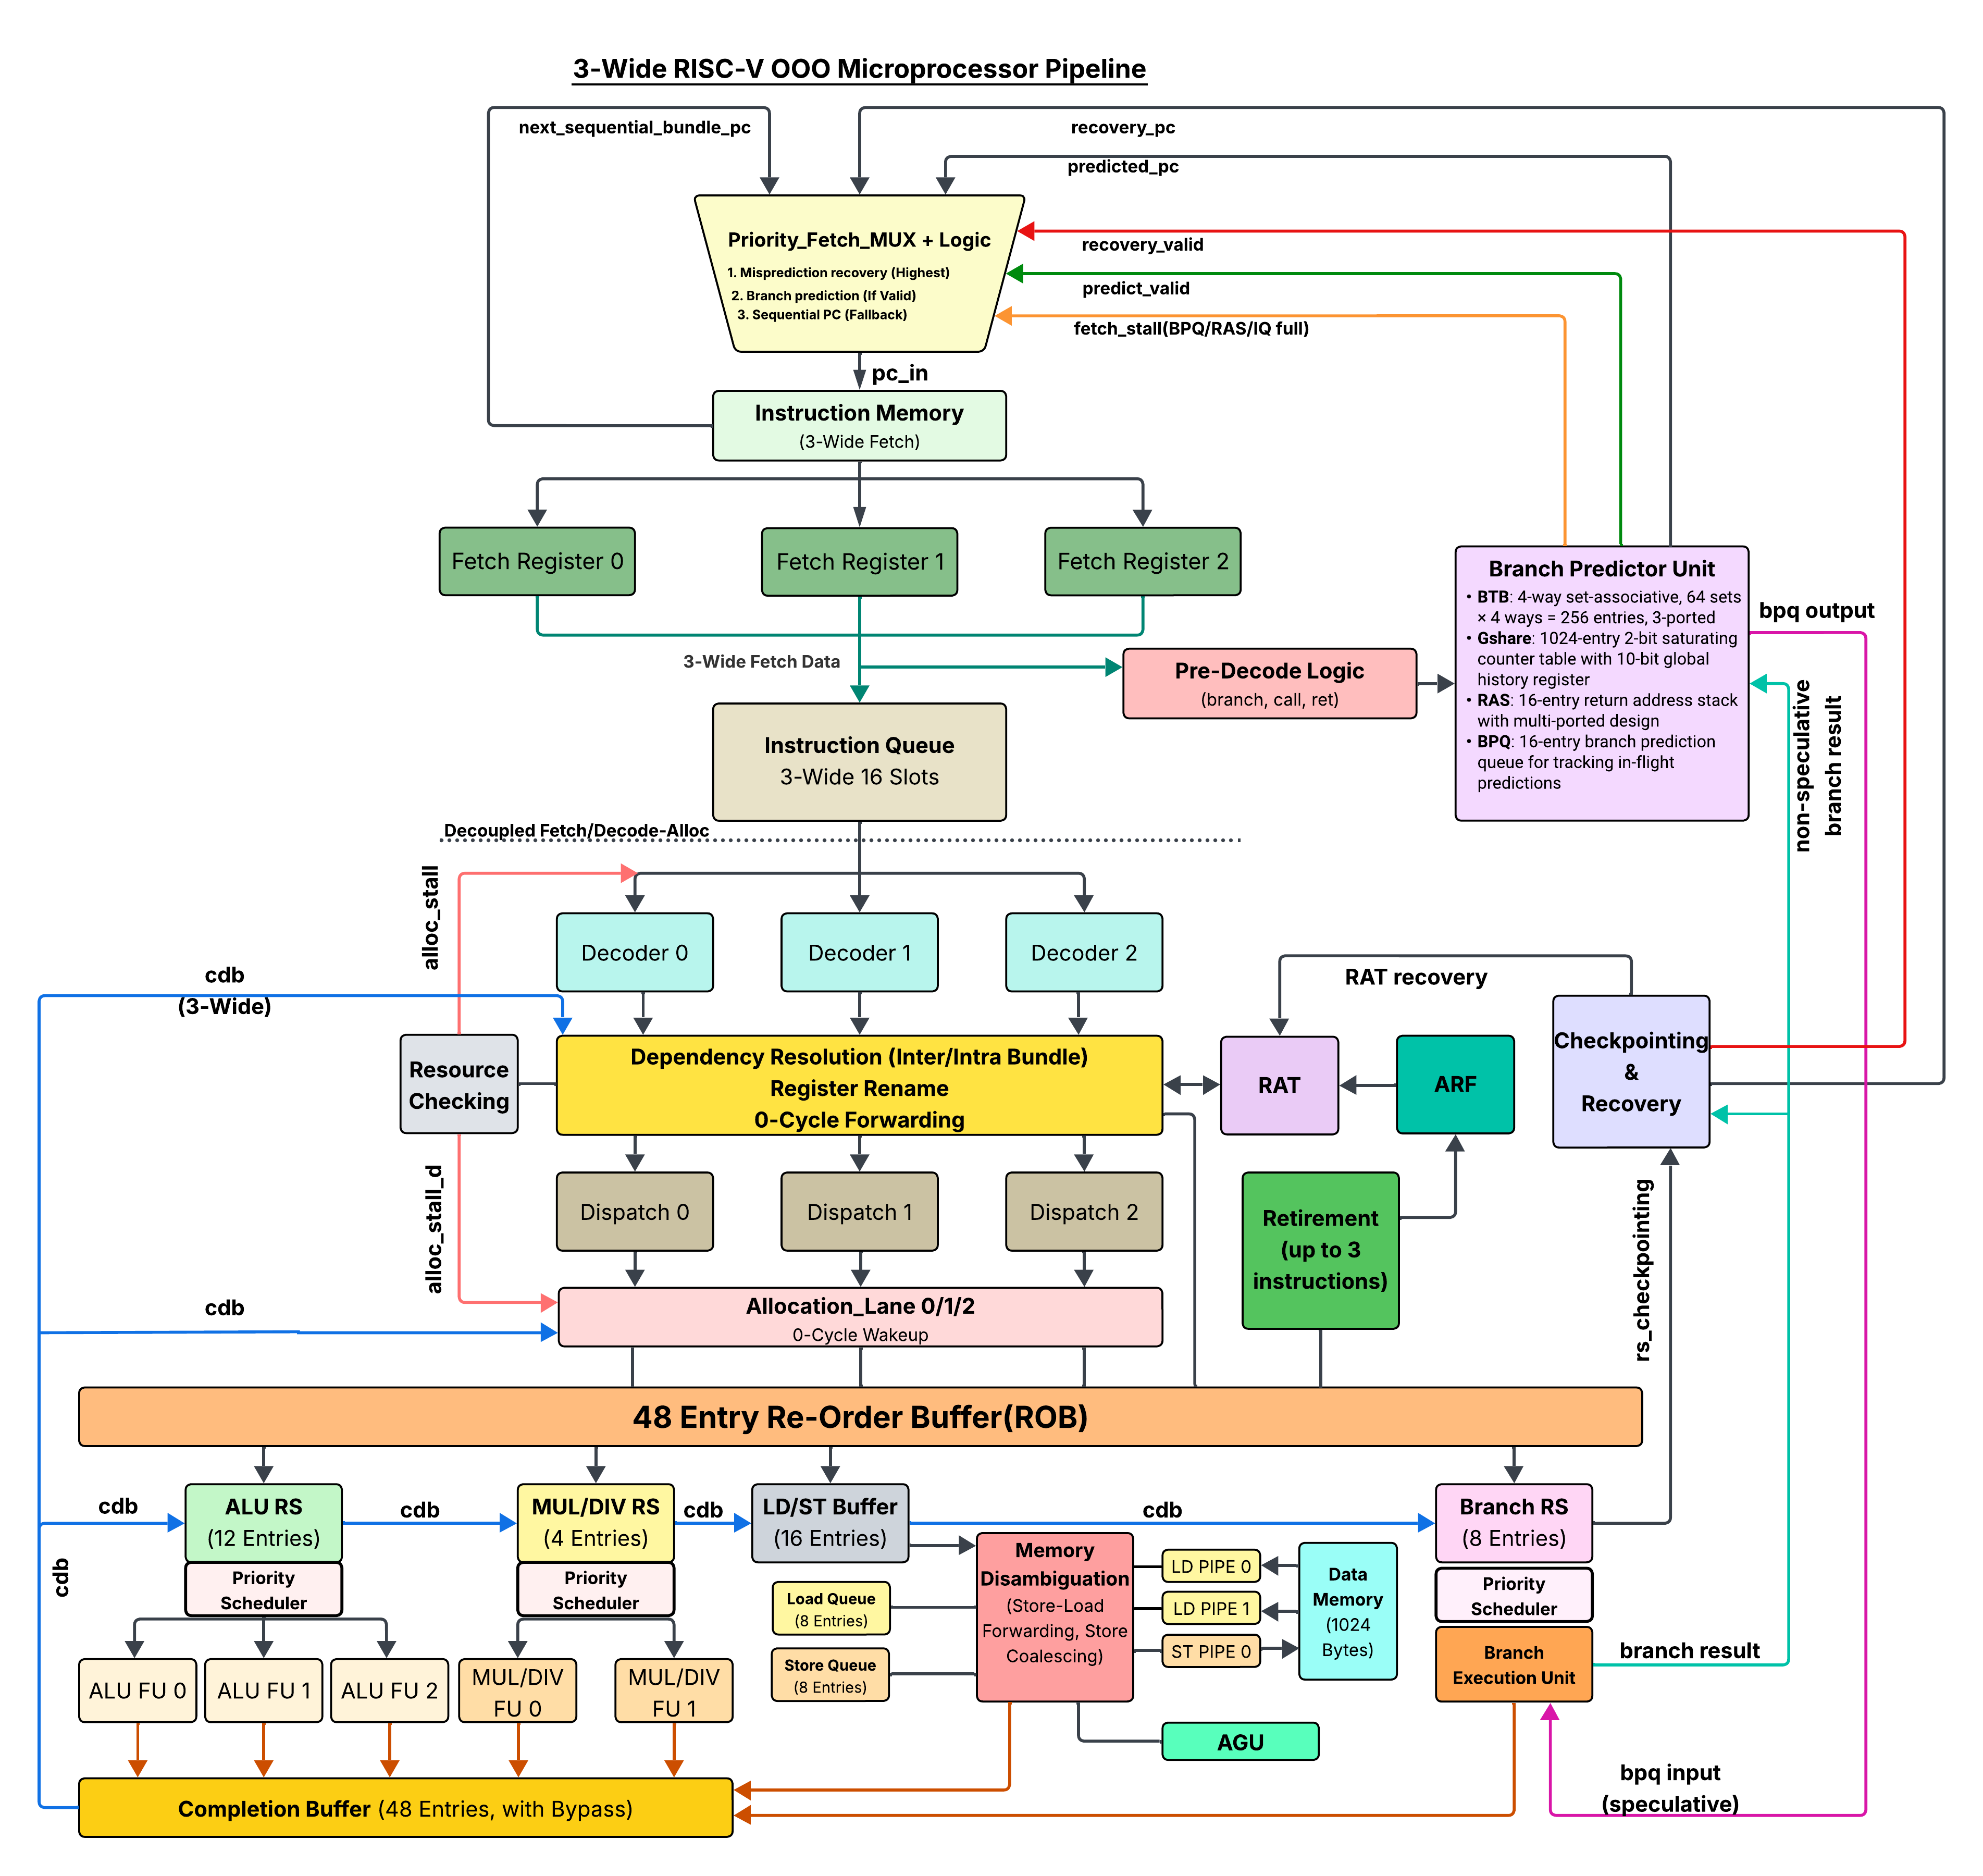 3-Wide RISC-V OOO Microprocessor Pipeline
next_sequential_bundle_pc
recovery_pc
predicted_pc
Priority_Fetch_MUX + Logic
1. Misprediction recovery (Highest)
2. Branch prediction (If Valid)
3. Sequential PC (Fallback)
recovery_valid
predict_valid
fetch_stall(BPQ/RAS/IQ full)
pc_in
Instruction Memory
(3-Wide Fetch)
Fetch Register 0
Fetch Register 1
Fetch Register 2
3-Wide Fetch Data
Pre-Decode Logic
(branch, call, ret)
Branch Predictor Unit
• BTB: 4-way set-associative, 64 sets
× 4 ways = 256 entries, 3-ported
• Gshare: 1024-entry 2-bit saturating
counter table with 10-bit global
history register
• RAS: 16-entry return address stack
with multi-ported design
• BPQ: 16-entry branch prediction
queue for tracking in-flight
predictions
bpq output
non-speculative
branch result
Instruction Queue
3-Wide 16 Slots
Decoupled Fetch/Decode-Alloc
alloc_stall
Decoder 0
Decoder 1
Decoder 2
cdb
(3-Wide)
RAT recovery
Resource
Checking
Dependency Resolution (Inter/Intra Bundle)
Register Rename
0-Cycle Forwarding
RAT
ARF
Checkpointing
&
Recovery
alloc_stall_d
Dispatch 0
Dispatch 1
Dispatch 2
Retirement
(up to 3
instructions)
rs_checkpointing
cdb
Allocation_Lane 0/1/2
0-Cycle Wakeup
48 Entry Re-Order Buffer(ROB)
cdb
ALU RS
(12 Entries)
cdb
MUL/DIV RS
(4 Entries)
cdb
LD/ST Buffer
(16 Entries)
cdb
Branch RS
(8 Entries)
cdb
Priority
Scheduler
Priority
Scheduler
Load Queue
(8 Entries)
Store Queue
(8 Entries)
Memory
Disambiguation
(Store-Load
Forwarding, Store
Coalescing)
LD PIPE 0
LD PIPE 1
ST PIPE 0
Data
Memory
(1024
Bytes)
Priority
Scheduler
Branch
Execution Unit
branch result
ALU FU 0
ALU FU 1
ALU FU 2
MUL/DIV
FU 0
MUL/DIV
FU 1
AGU
bpq input
(speculative)
Completion Buffer (48 Entries, with Bypass)